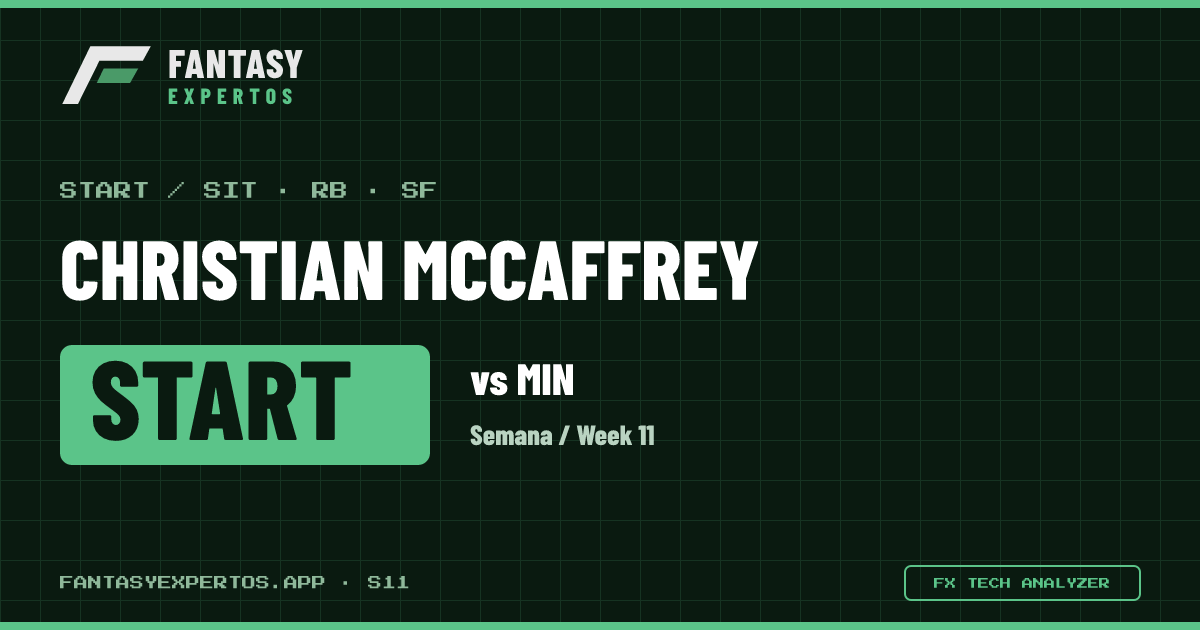 FANTASY
EXPERTOS
START / SIT · RB · SF
CHRISTIAN MCCAFFREY
START
vs MIN
Semana / Week 11
FANTASYEXPERTOS.APP · S11
FX TECH ANALYZER